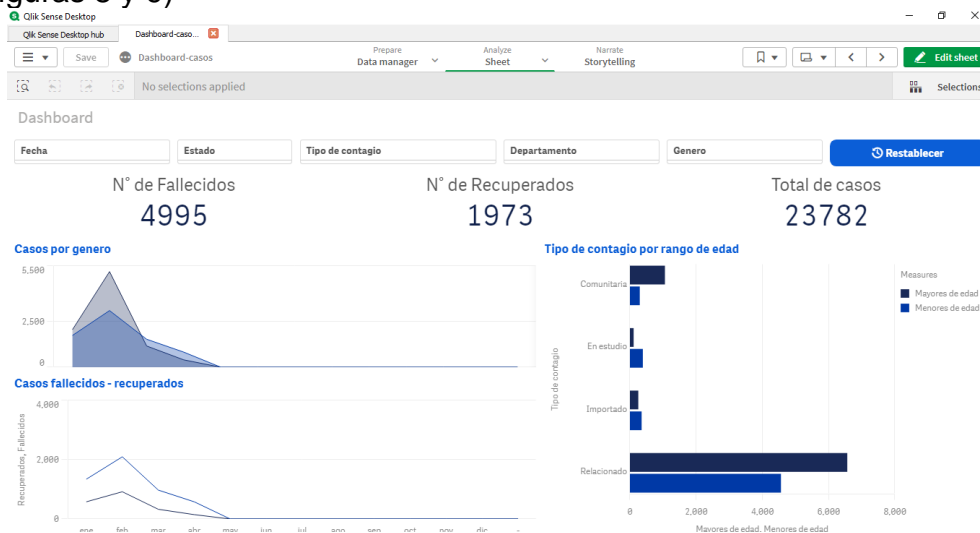 guras 5 y 6)
Qlik Sense Desktop
Qlik Sense Desktop hub
Dashboard-caso...
Save
Dashboard-casos
Prepare
Data manager
Analyze
Sheet
Narrate
Storytelling
Edit sheet
No selections applied
Selections
Dashboard
Fecha
Estado
Tipo de contagio
Departamento
Genero
Restablecer
N° de Fallecidos
4995
N° de Recuperados
1973
Total de casos
23782
Casos por genero
5,500
2,500
0
Casos fallecidos - recuperados
4,000
2,000
0
Recuperados, Fallecidos
ene feb mar abr may jun jul ago sep oct nov dic -
Tipo de contagio por rango de edad
Tipo de contagio
Comunitaria
En estudio
Importado
Relacionado
0 2,000 4,000 6,000 8,000
Mayores de edad, Menores de edad
Measures
Mayores de edad
Menores de edad